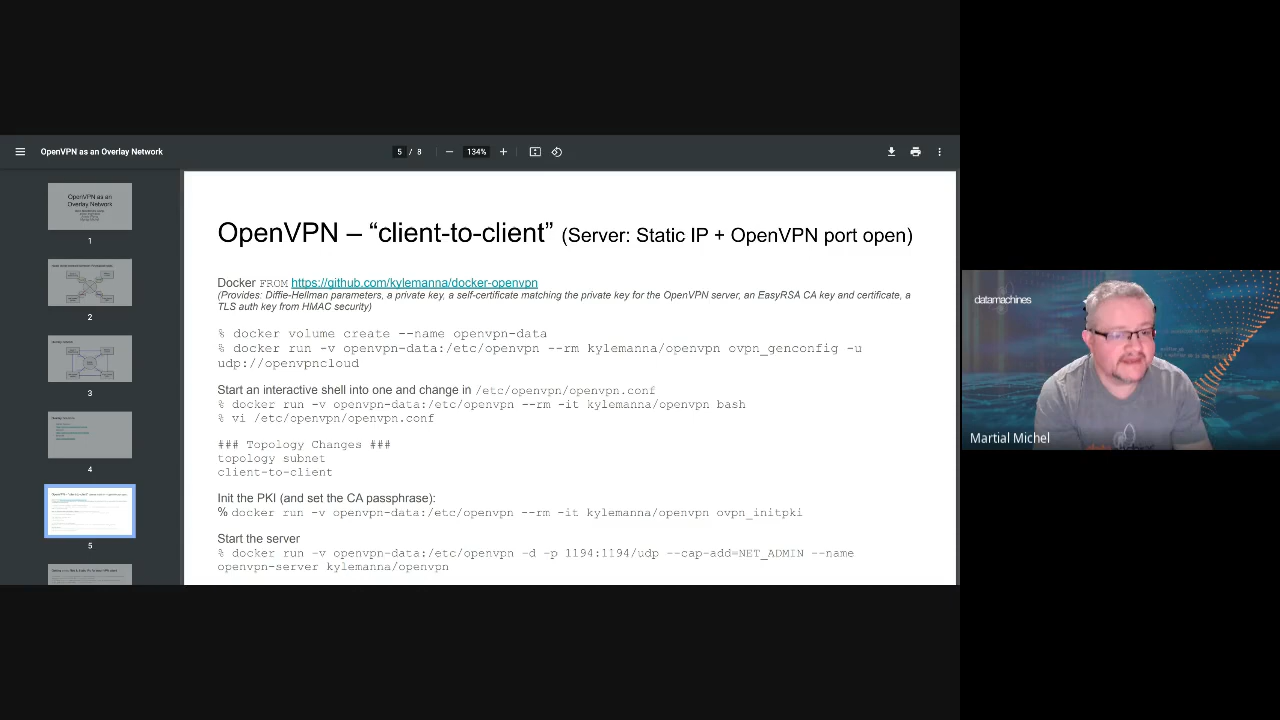 OpenVPN as an Overlay Network
5 / 8
134%
OpenVPN as an
Overlay Network
1
2
3
4
5
OpenVPN – “client-to-client” (Server: Static IP + OpenVPN port open)
Docker FROM https://github.com/kylemanna/docker-openvpn
(Provides: Diffie-Hellman parameters, a private key, a self-certificate matching the private key for the OpenVPN server, an EasyRSA CA key and certificate, a
TLS auth key from HMAC security)
% docker volume create --name openvpn-data
% docker run -v openvpn-data:/etc/openvpn --rm kylemanna/openvpn ovpn_genconfig -u
udp://openvpncloud
Start an interactive shell into one and change in /etc/openvpn/openvpn.conf
% docker run -v openvpn-data:/etc/openvpn --rm -it kylemanna/openvpn bash
% vi /etc/openvpn/openvpn.conf
### Topology Changes ###
topology subnet
client-to-client
Init the PKI (and set the CA passphrase):
% docker run -v openvpn-data:/etc/openvpn --rm -it kylemanna/openvpn ovpn_initpki
Start the server
% docker run -v openvpn-data:/etc/openvpn -d -p 1194:1194/udp --cap-add=NET_ADMIN --name
openvpn-server kylemanna/openvpn
datamachines
Martial Michel